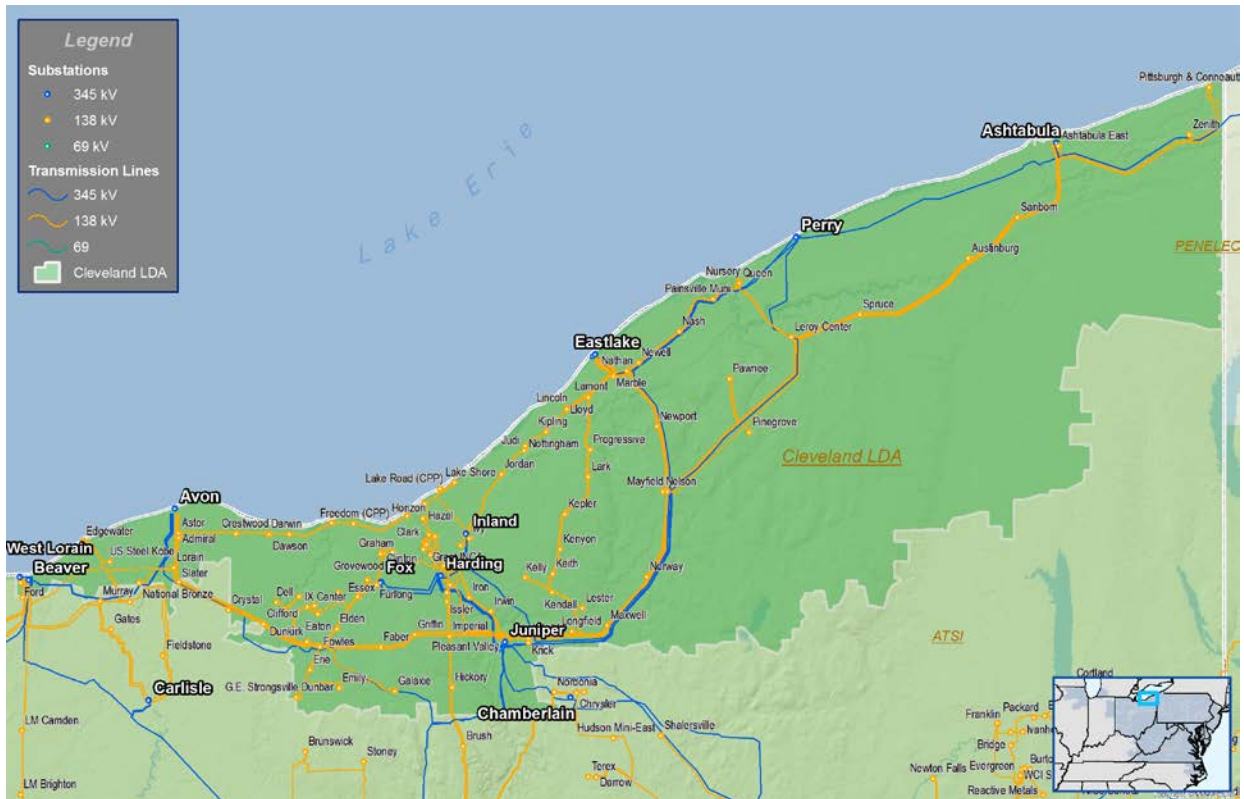 Legend
Substations
345 kV
138 kV
69 kV
Transmission Lines
345 kV
138 kV
69
Cleveland LDA
Lake Erie
Pittsburgh & Conneaut
Zenith
Ashtabula
Ashtabula East
Sanborn
PENELEC
Austinburg
Perry
Nursery Queen
Painsville Muni
Spruce
Nash
Leroy Center
Eastlake
Newell
Nathan
Marble
Pawnee
Lamont
Lincoln
Lloyd
Newport
Pinegrove
Kipling
Judi
Nottingham
Progressive
Cleveland LDA
Jordan
Lark
Lake Shore
Lake Road (CPP)
Mayfield Nelson
Avon
Horizon
Kepler
Astor
Crestwood Darwin
Freedom (CPP)
Hazel
Inland
Edgewater
Admiral
Dawson
Clark
Graham
Clinton
Kenyon
West Lorain
US Steel Kobe
Lorain
Grovewood
Fox
Harding
Beaver
Slater
Kelly
Keith
Norway
Ford
Murray
National Bronze
Essex
Furlong
Iron
Crystal
Dell
IX Center
Issler
Irwin
Kendall
Lester
Gates
Clifford
Elden
Griffin
Imperial
Juniper
Longfield
Maxwell
Dunkirk
Eaton
Fowles
Faber
Pleasant Valley
Krick
ATSI
Fieldstone
Erie
Emily
Carlisle
G.E. Strongsville Dunbar
Galaxie
Hickory
Norbonia
Chrysler
Cortland
Chamberlain
LM Camden
Brush
Hudson Mini-East
Shalersville
Franklin
Packard
Brunswick
Stoney
Bridge
Terex
Darrow
Newton Falls
Evergreen
LM Brighton
WCI S
Reactive Metals